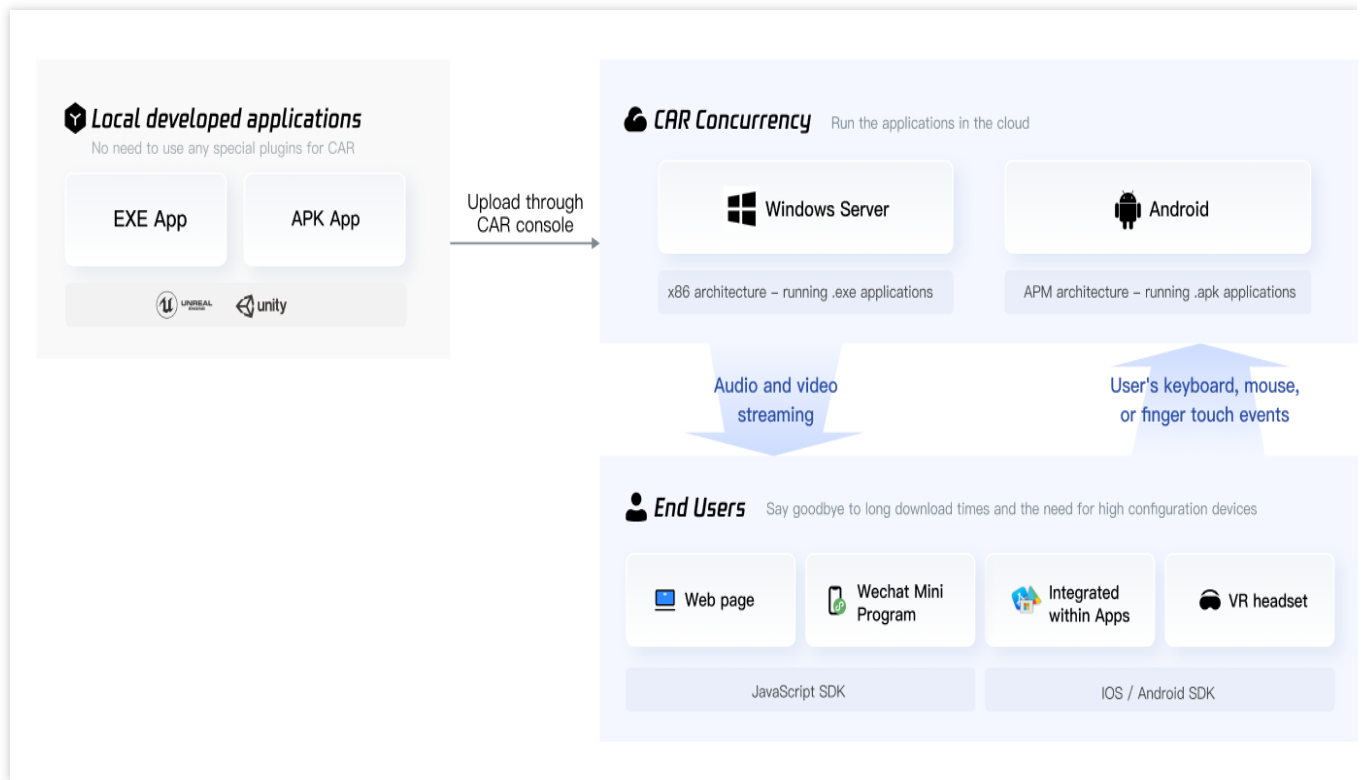 Local developed applications
No need to use any special plugins for CAR
EXE App
APK App
UNREAL
ENGINE
unity
Upload through
CAR console
CAR Concurrency
Run the applications in the cloud
Windows Server
Android
x86 architecture – running .exe applications
APM architecture – running .apk applications
Audio and video
streaming
User's keyboard, mouse,
or finger touch events
End Users
Say goodbye to long download times and the need for high configuration devices
Web page
Wechat Mini
Program
Integrated
within Apps
VR headset
JavaScript SDK
IOS / Android SDK